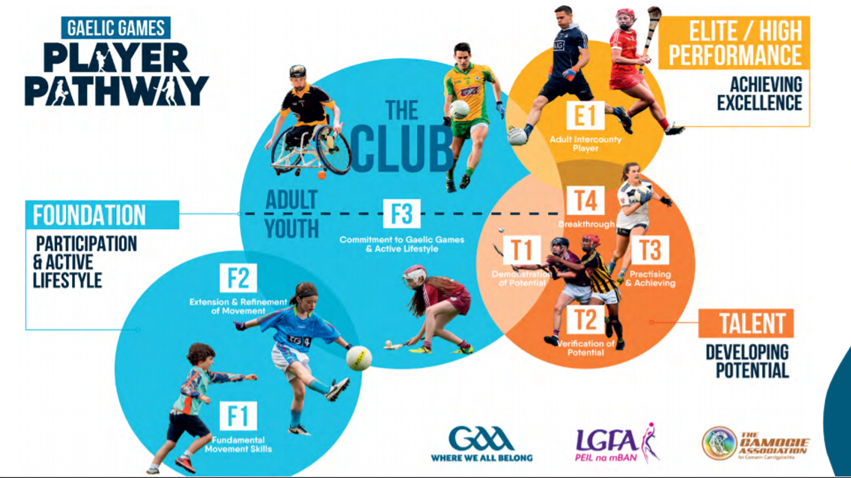 GAELIC GAMES
PLAYER
PATHWAY
ELITE / HIGH
PERFORMANCE
ACHIEVING
EXCELLENCE
THE
CLUB
E1
Adult Intercounty
Player
ADULT
YOUTH
F3
Commitment to Gaelic Games
& Active Lifestyle
T4
Breakthrough
T1
Demonstration
of Potential
T3
Practising
& Achieving
T2
Verification of
Potential
FOUNDATION
PARTICIPATION
& ACTIVE
LIFESTYLE
F2
Extension & Refinement
of Movement
F1
Fundamental
Movement Skills
TALENT
DEVELOPING
POTENTIAL
GAA
WHERE WE ALL BELONG
LGFA
PEIL na mBAN
THE
CAMOGIE
ASSOCIATION
An Cumann Camógaíochta